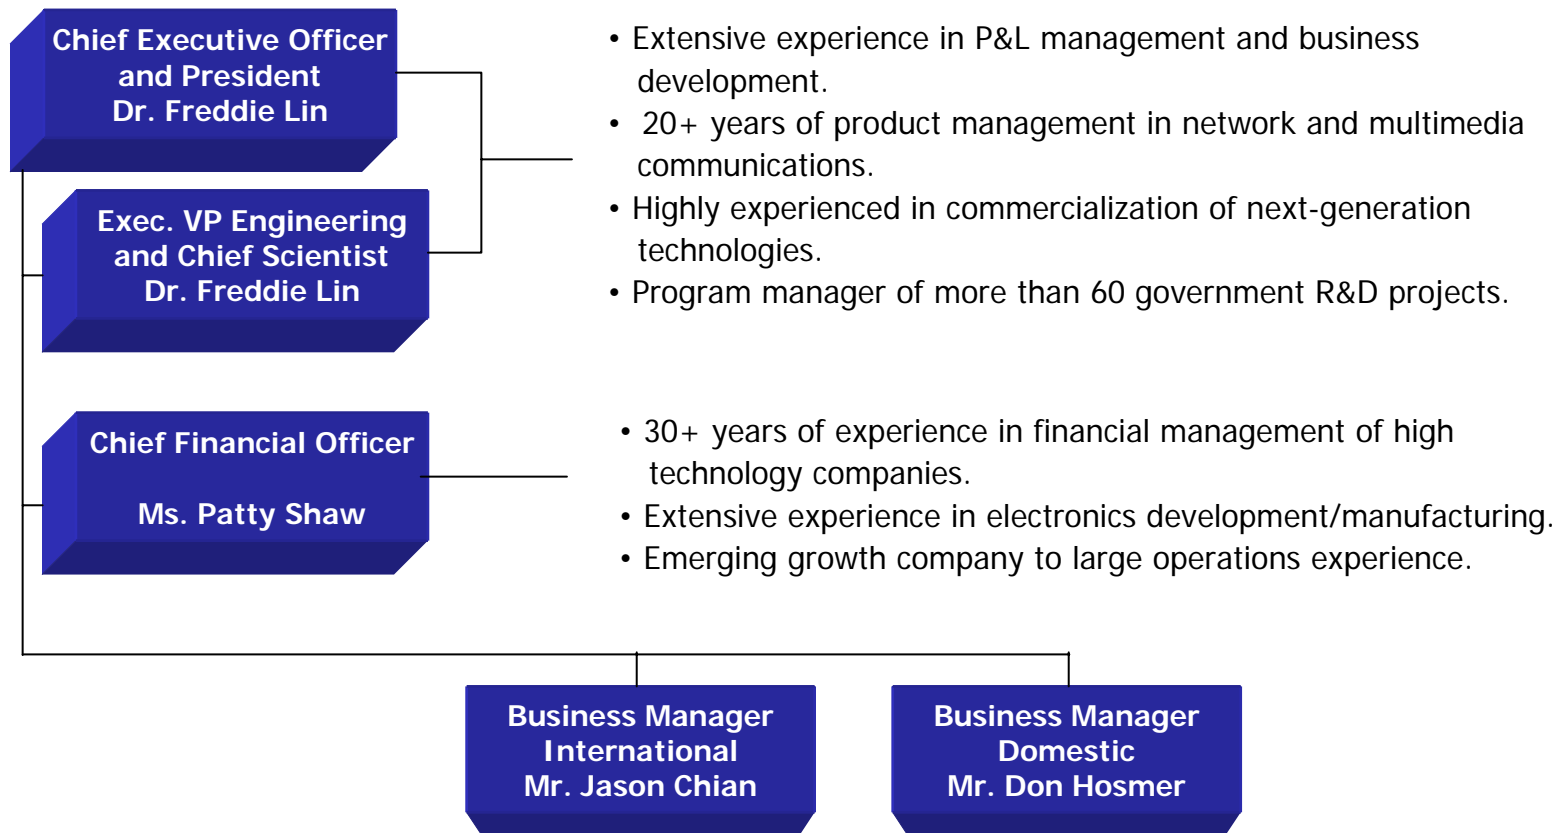 Chief Executive Officer
and President
Dr. Freddie Lin
• Extensive experience in P&L management and business
development.
• 20+ years of product management in network and multimedia
communications.
• Highly experienced in commercialization of next-generation
technologies.
• Program manager of more than 60 government R&D projects.
Exec. VP Engineering
and Chief Scientist
Dr. Freddie Lin
Chief Financial Officer
Ms. Patty Shaw
• 30+ years of experience in financial management of high
technology companies.
• Extensive experience in electronics development/manufacturing.
• Emerging growth company to large operations experience.
Business Manager
International
Mr. Jason Chian
Business Manager
Domestic
Mr. Don Hosmer